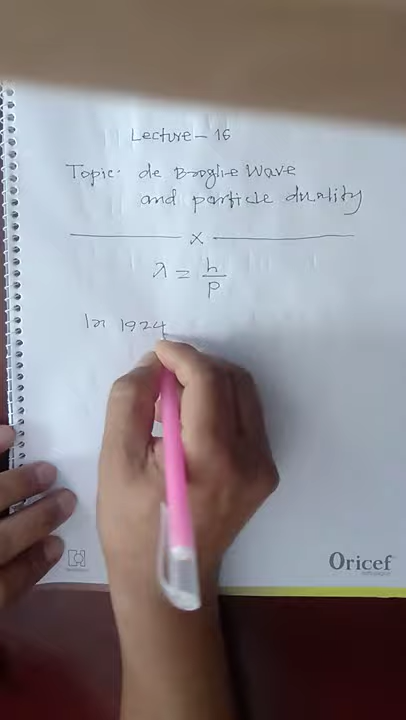 Lecture - 16
Topic: de Broglie Wave
and particle duality
x
λ = h/p
In 1924
Oricef